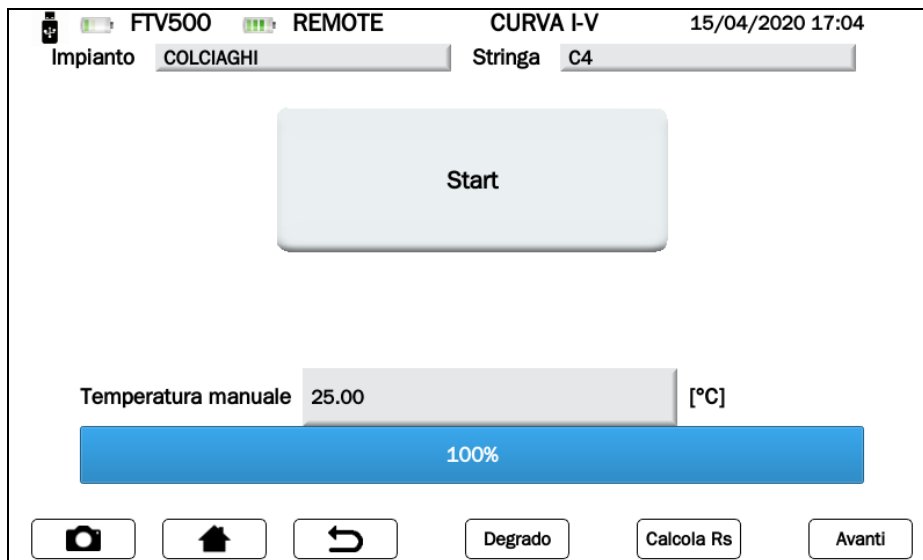 FTV500 REMOTE CURVA I-V 15/04/2020 17:04
Impianto COLCIAGHI Stringa C4
Start
Temperatura manuale 25.00 [°C]
100%
Degrado Calcola Rs Avanti